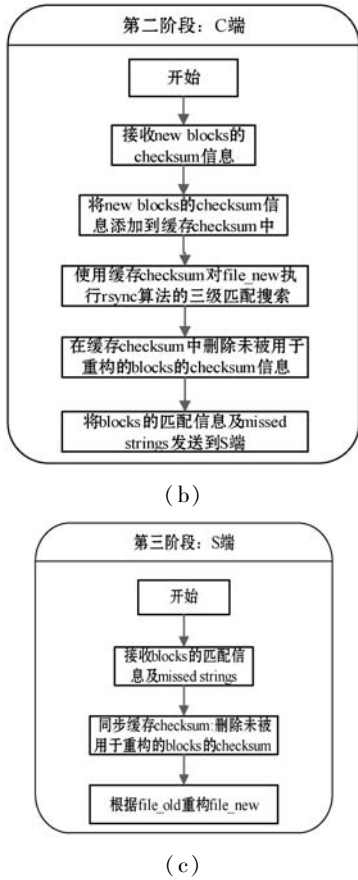 第二阶段：C端
开始
接收new blocks的
checksum信息
将new blocks的checksum信
息添加到缓存checksum中
使用缓存checksum对file_new执
行rsync算法的三级匹配搜索
在缓存checksum中删除未被用于
重构的blocks的checksum信息
将blocks的匹配信息及missed
strings发送到S端
（b）
第三阶段：S端
开始
接收blocks的匹配信
息及missed strings
同步缓存checksum:删除未被
用于重构的blocks的checksum
根据file_old重构file_new
（c）